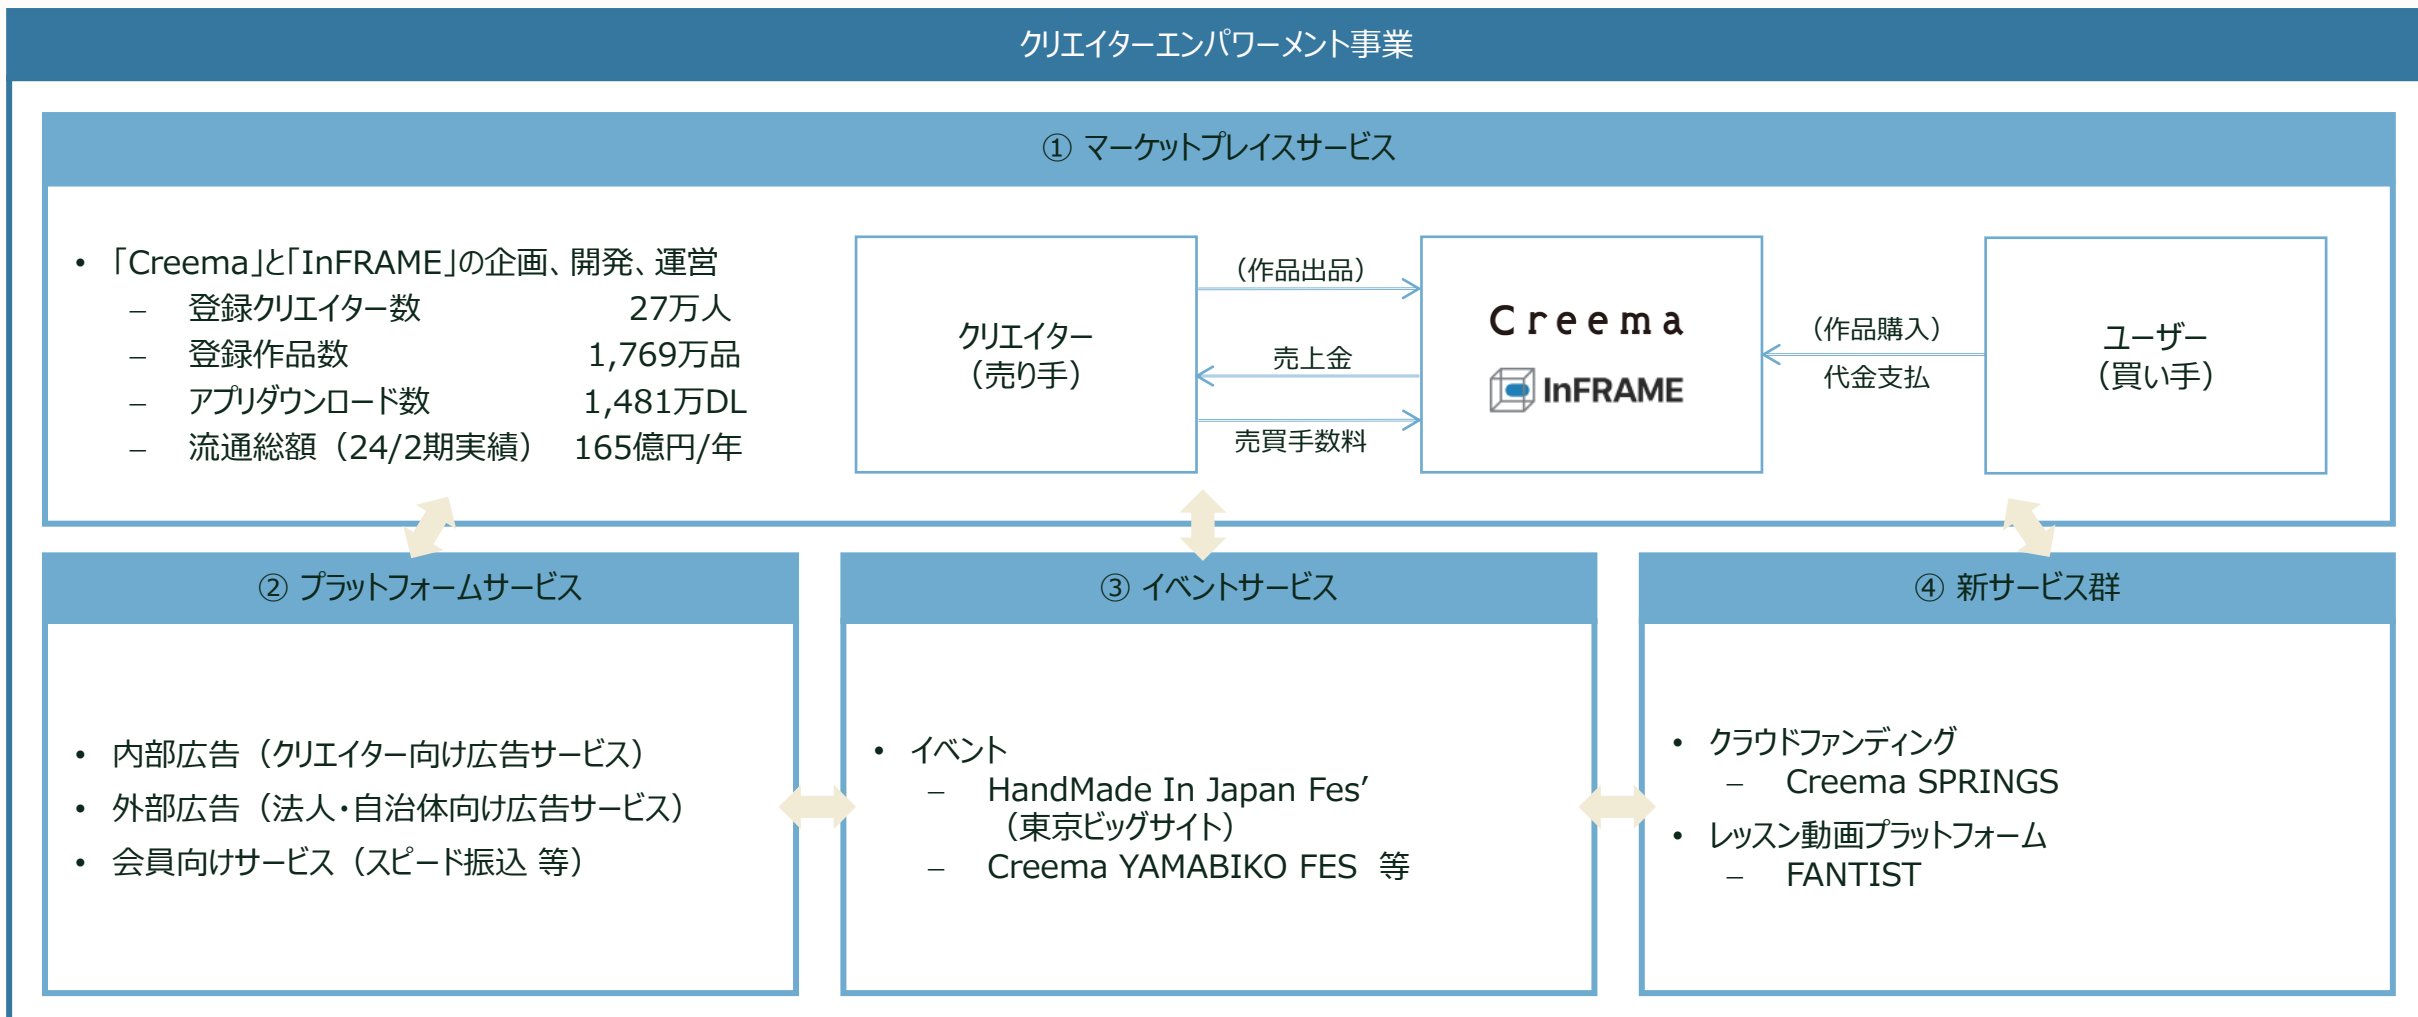 クリエイターエンパワーメント事業
① マーケットプレイスサービス
• 「Creema」と「InFRAME」の企画、開発、運営
– 登録クリエイター数 27万人
– 登録作品数 1,769万品
– アプリダウンロード数 1,481万DL
– 流通総額（24/2期実績） 165億円/年
クリエイター
（売り手）
（作品出品）
売上金
売買手数料
Creema
InFRAME
（作品購入）
代金支払
ユーザー
（買い手）
② プラットフォームサービス
• 内部広告（クリエイター向け広告サービス）
• 外部広告（法人・自治体向け広告サービス）
• 会員向けサービス（スピード振込 等）
③ イベントサービス
• イベント
– HandMade In Japan Fes’
（東京ビッグサイト）
– Creema YAMABIKO FES 等
④ 新サービス群
• クラウドファンディング
– Creema SPRINGS
• レッスン動画プラットフォーム
– FANTIST